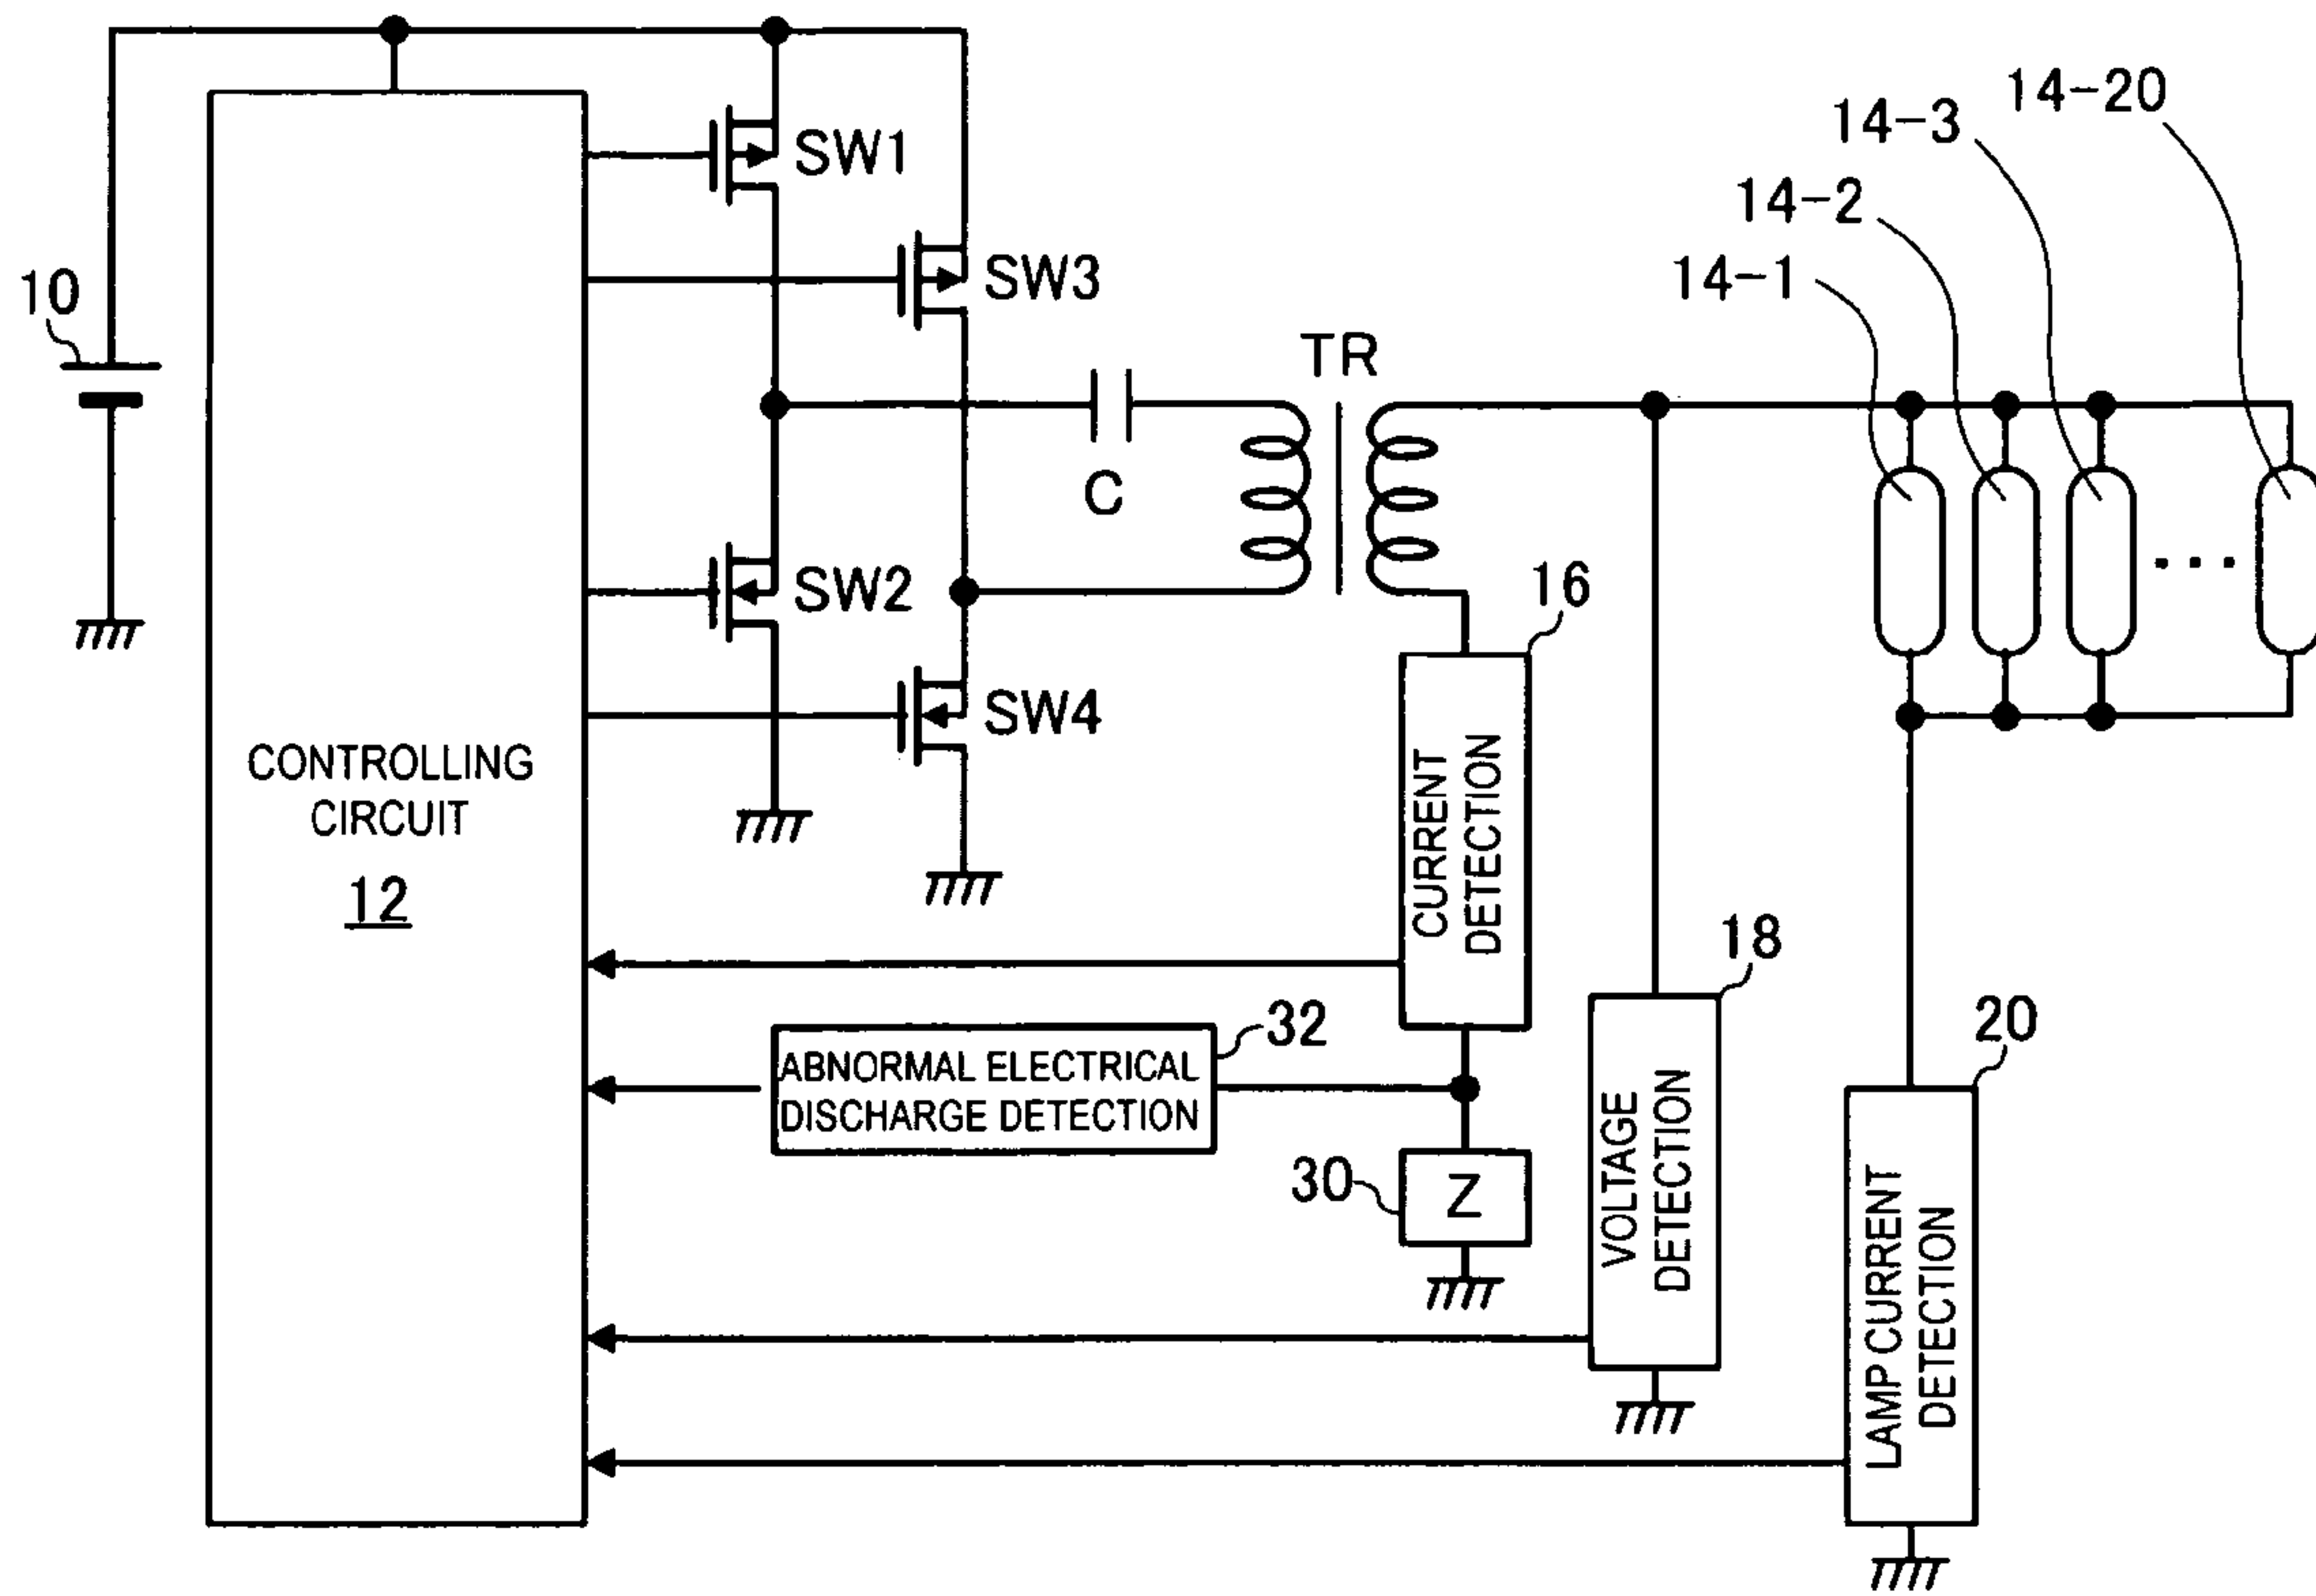 14-20
14-3
SW1
14-2
SW3
14-1
10
TR
C
SW2
16
SW4
CONTROLLING
CIRCUIT
12
CURRENT
DETECTION
18
32
20
ABNORMAL ELECTRICAL
DISCHARGE DETECTION
30
Z
VOLTAGE
DETECTION
LAMP CURRENT
DETECTION